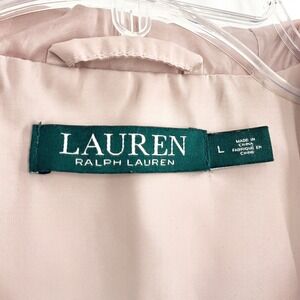 LAUREN
RALPH LAUREN
L
MADE IN
CHINA
FABRIQUÉ EN
CHINE